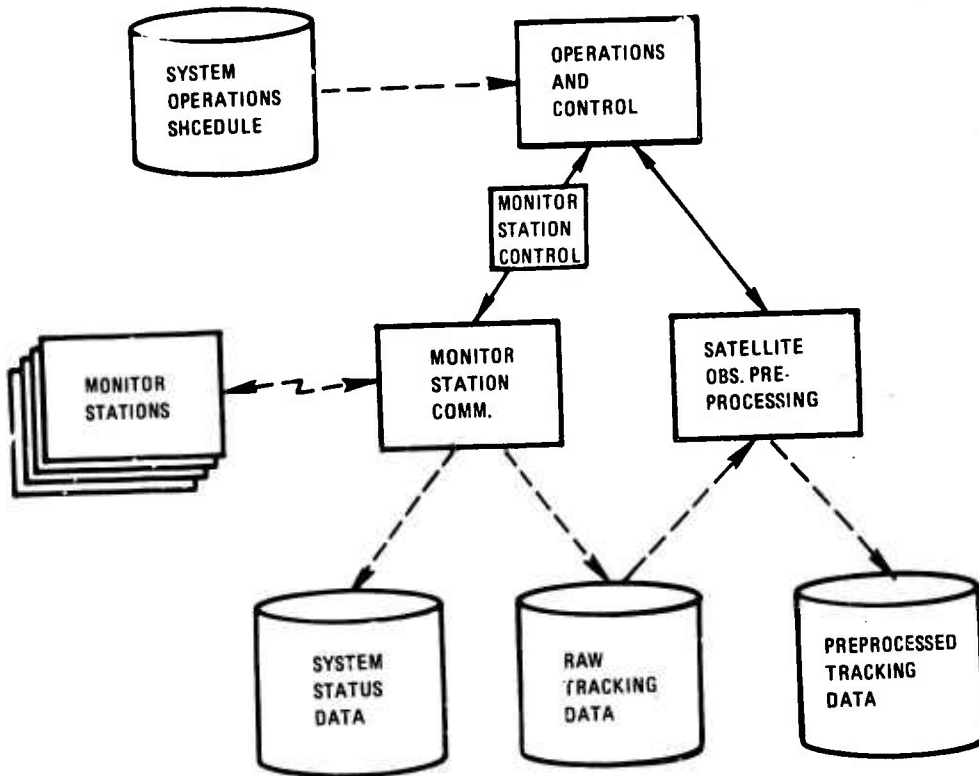 SYSTEM
OPERATIONS
SHCEDULE
OPERATIONS
AND
CONTROL
MONITOR
STATION
CONTROL
MONITOR
STATIONS
MONITOR
STATION
COMM.
SATELLITE
OBS. PRE-
PROCESSING
SYSTEM
STATUS
DATA
RAW
TRACKING
DATA
PREPROCESSED
TRACKING
DATA